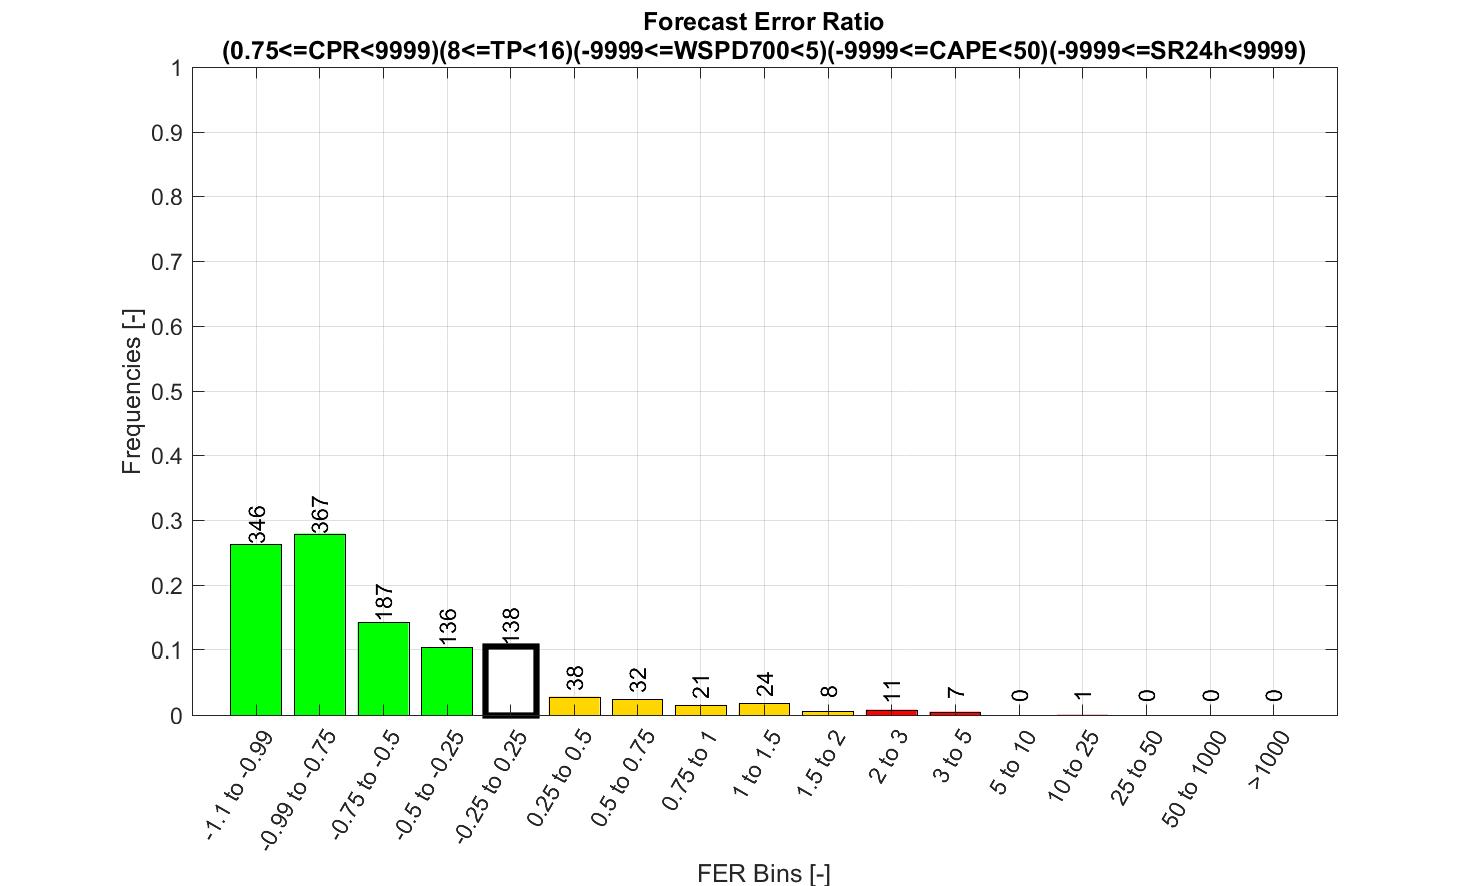 Forecast Error Ratio
(0.75<=CPR<9999)(8<=TP<16)(-9999<=WSPD700<5)(-9999<=CAPE<50)(-9999<=SR24h<9999)
1
0.9
0.8
0.7
0.6
0.5
0.4
0.3
0.2
0.1
0
Frequencies [-]
346
367
187
136
138
38
32
21
24
8
11
7
0
1
0
0
0
-1.1 to -0.99
-0.99 to -0.75
-0.75 to -0.5
-0.5 to -0.25
-0.25 to 0.25
0.25 to 0.5
0.5 to 0.75
0.75 to 1
1 to 1.5
1.5 to 2
2 to 3
3 to 5
5 to 10
10 to 25
25 to 50
50 to 1000
>1000
FER Bins [-]